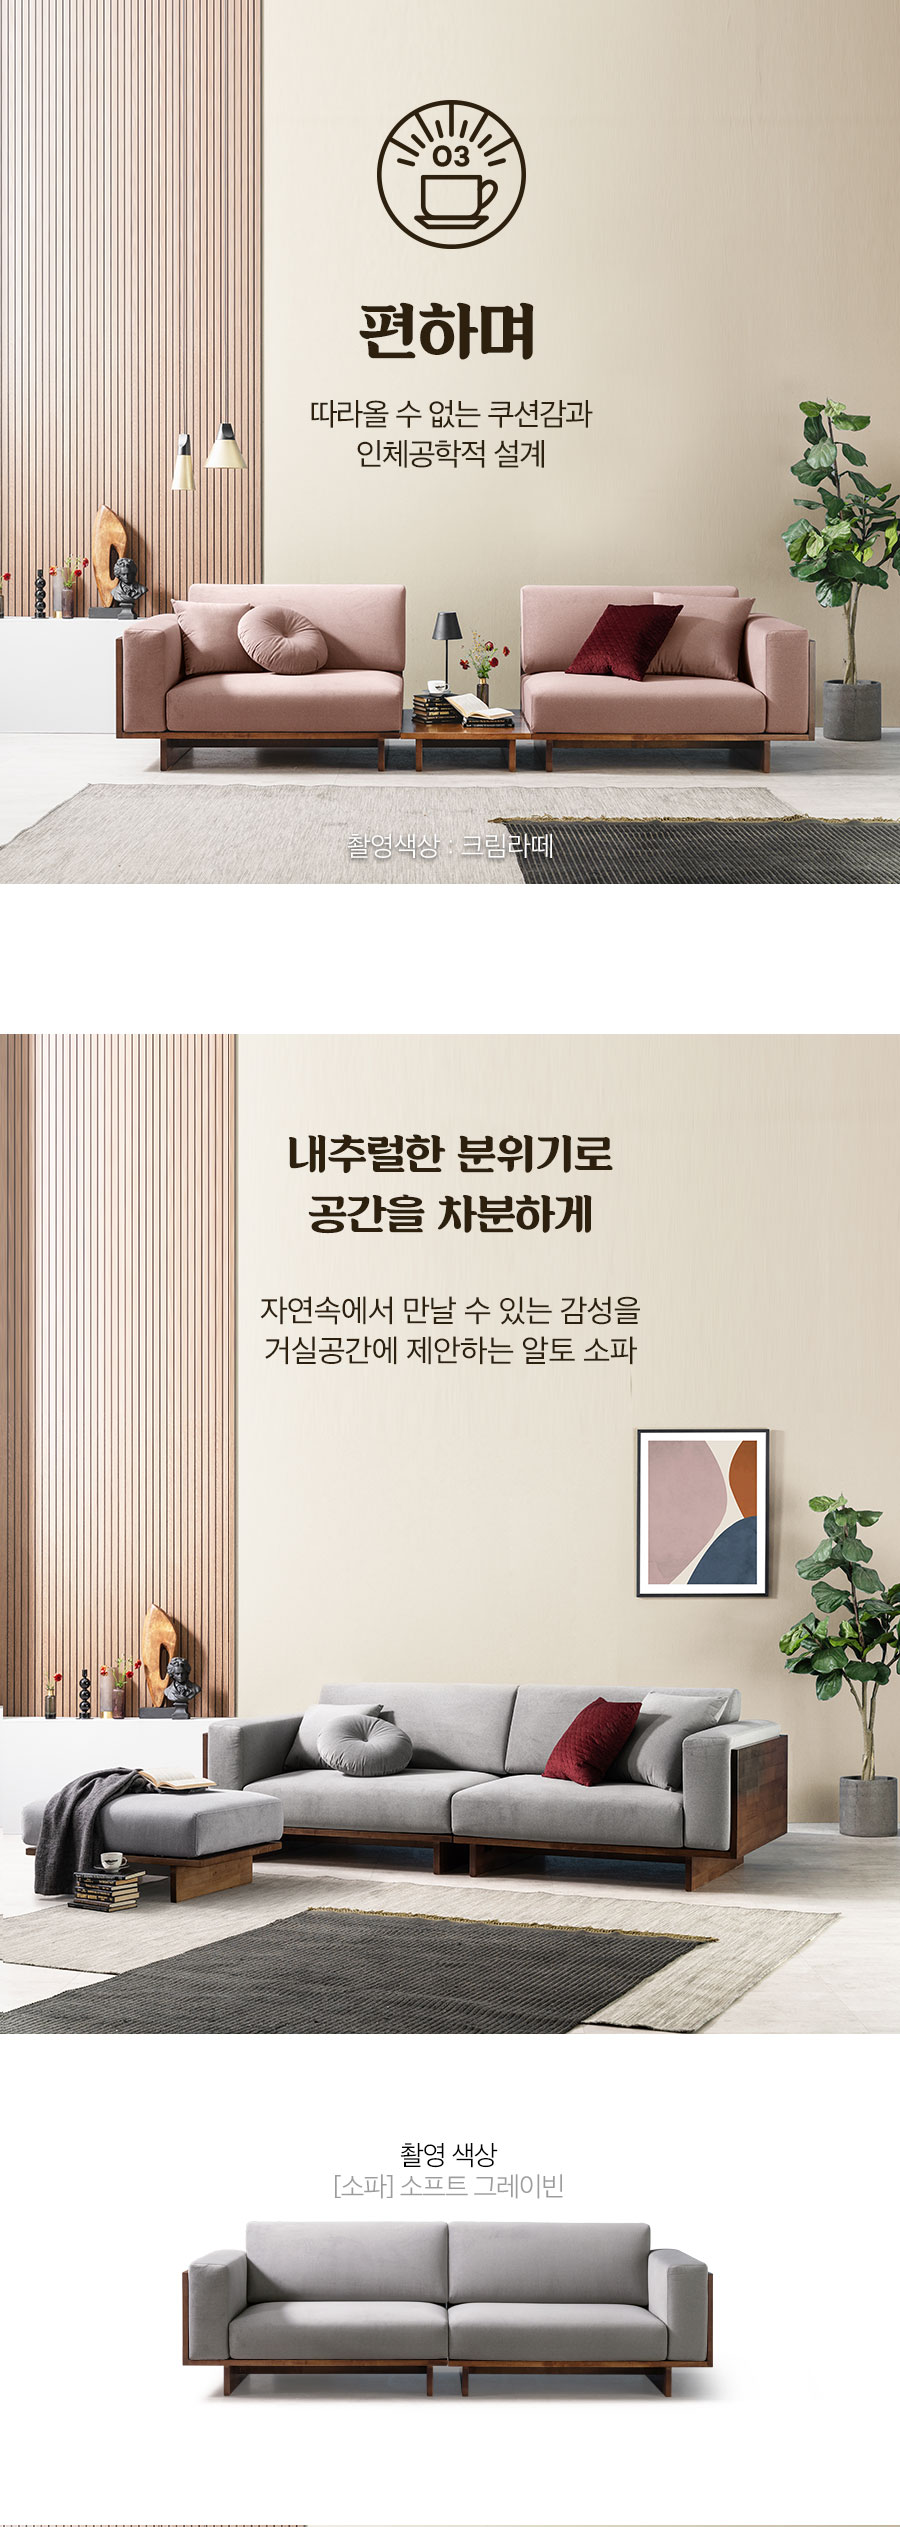 03
편하며
따라올 수 없는 쿠션감과
인체공학적 설계
촬영색상 : 크림라떼
내추럴한 분위기로
공간을 차분하게
자연속에서 만날 수 있는 감성을
거실공간에 제안하는 알토 소파
촬영 색상
[소파] 소프트 그레이빈